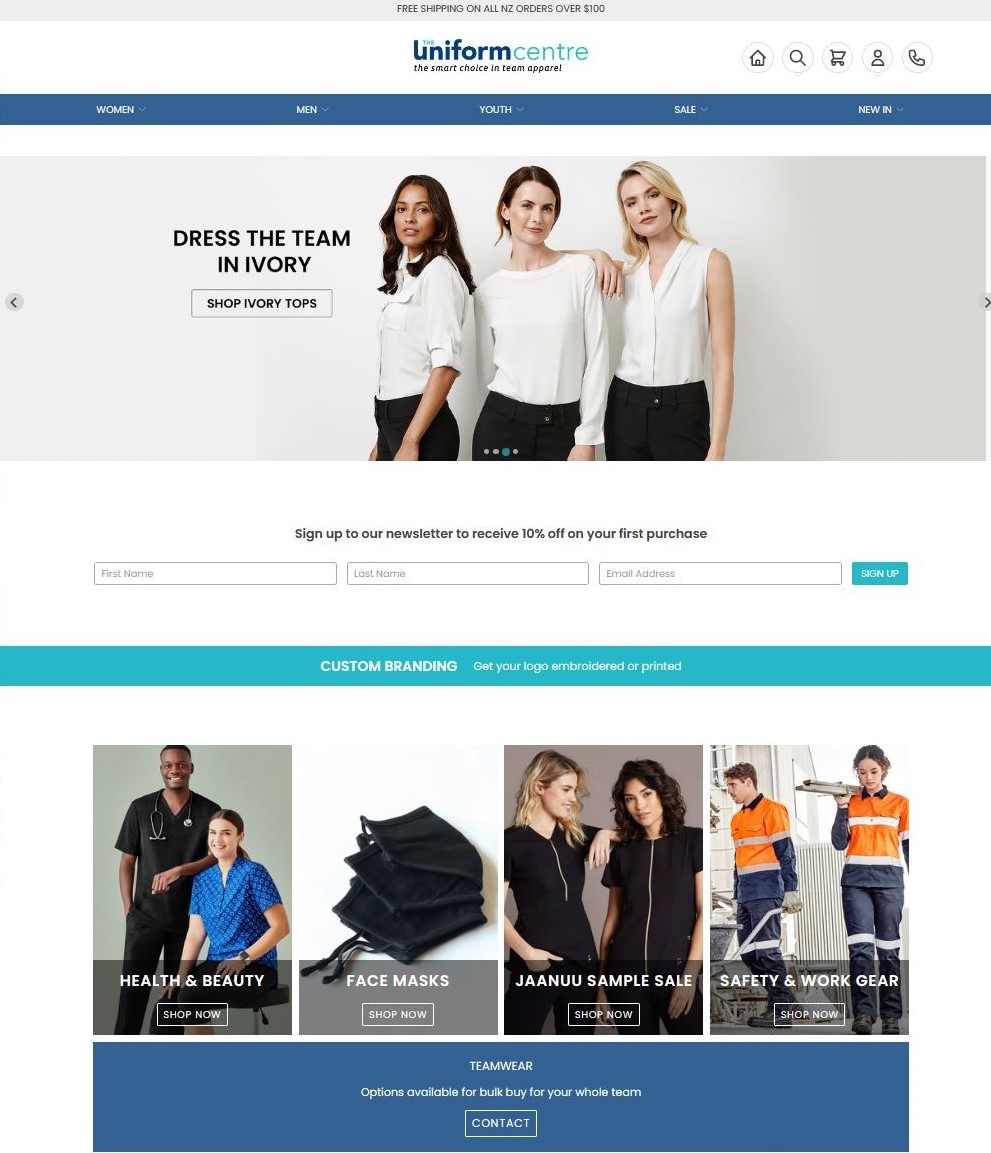 FREE SHIPPING ON ALL NZ ORDERS OVER $100
THE
uniformcentre
the smart choice in team apparel
WOMEN
MEN
YOUTH
SALE
NEW IN
DRESS THE TEAM
IN IVORY
SHOP IVORY TOPS
Sign up to our newsletter to receive 10% off on your first purchase
First Name
Last Name
Email Address
SIGN UP
CUSTOM BRANDING Get your logo embroidered or printed
HEALTH & BEAUTY
SHOP NOW
FACE MASKS
SHOP NOW
JAANUU SAMPLE SALE
SHOP NOW
SAFETY & WORK GEAR
SHOP NOW
TEAMWEAR
Options available for bulk buy for your whole team
CONTACT